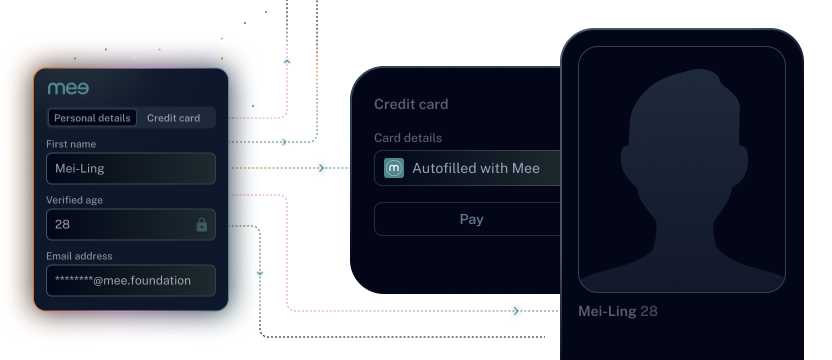 mee
Personal details
Credit card
First name
Mei-Ling
Verified age
28
Email address
********@mee.foundation
Credit card
Card details
m Autofilled with Mee
Pay
Mei-Ling 28